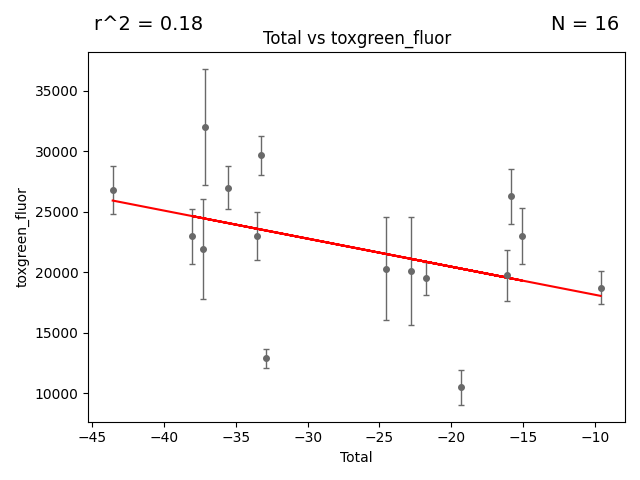 r^2 = 0.18
N = 16
Total vs toxgreen_fluor
toxgreen_fluor
35000
30000
25000
20000
15000
10000
−45
−40
−35
−30
−25
−20
−15
−10
Total